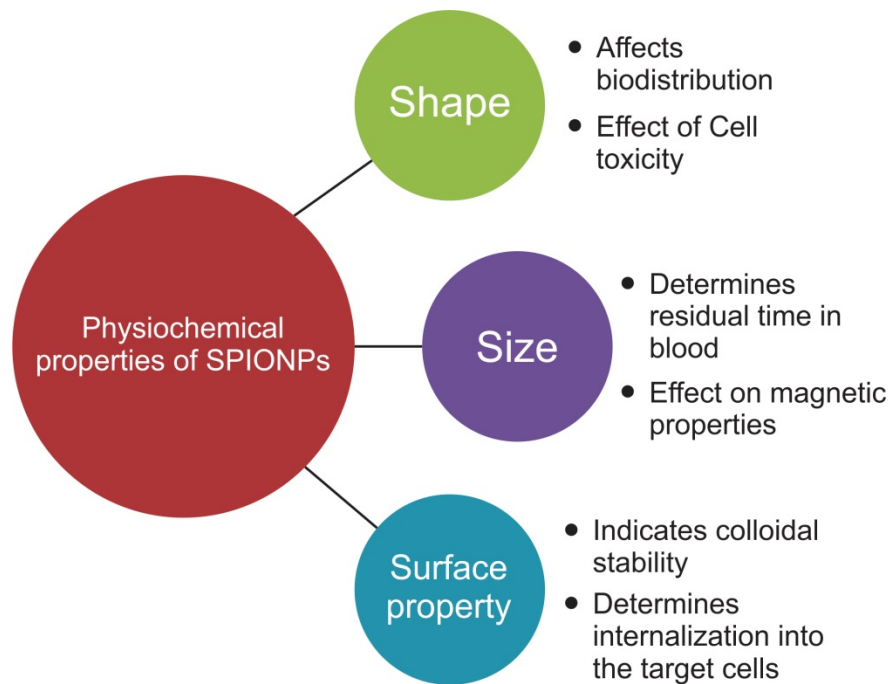 Shape
• Affects
biodistribution
• Effect of Cell
toxicity
Physiochemical
properties of SPIONPs
Size
• Determines
residual time in
blood
• Effect on magnetic
properties
Surface
property
• Indicates colloidal
stability
• Determines
internalization into
the target cells